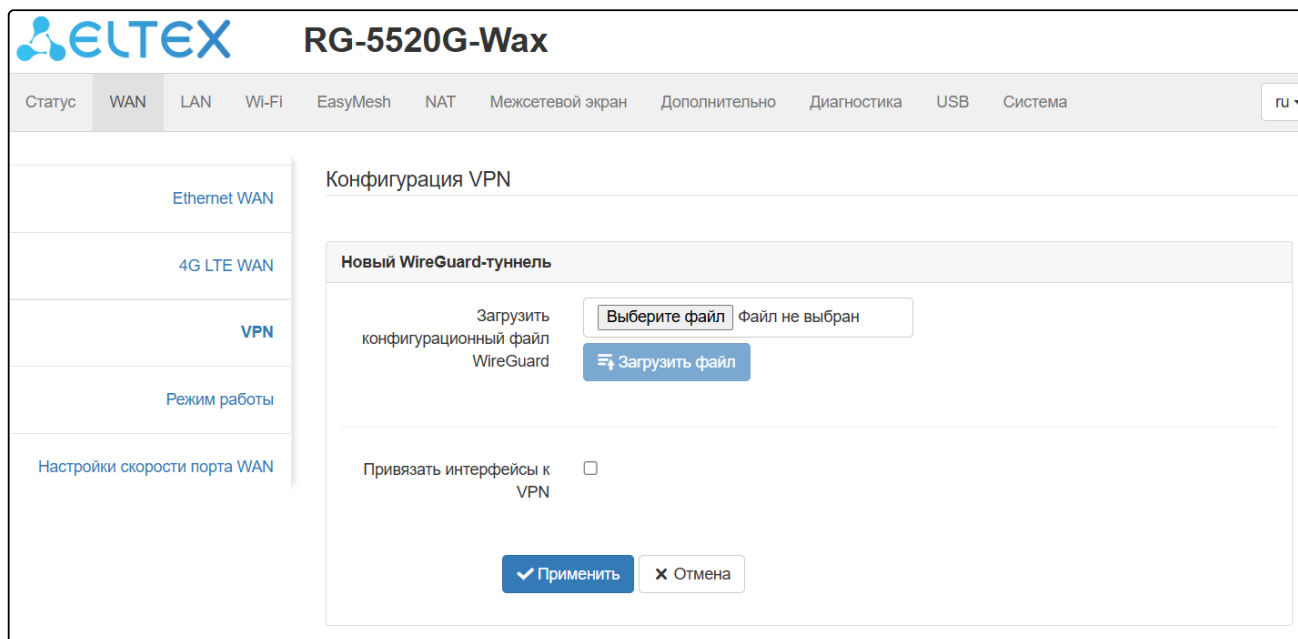 ELTEX RG-5520G-Wax
Статус WAN LAN Wi-Fi EasyMesh NAT Межсетевой экран Дополнительно Диагностика USB Система ru
Ethernet WAN
4G LTE WAN
VPN
Режим работы
Настройки скорости порта WAN
Конфигурация VPN
Новый WireGuard-туннель
Загрузить
конфигурационный файл
WireGuard
Выберите файл Файл не выбран
Загрузить файл
Привязать интерфейсы к
VPN
Применить Отмена